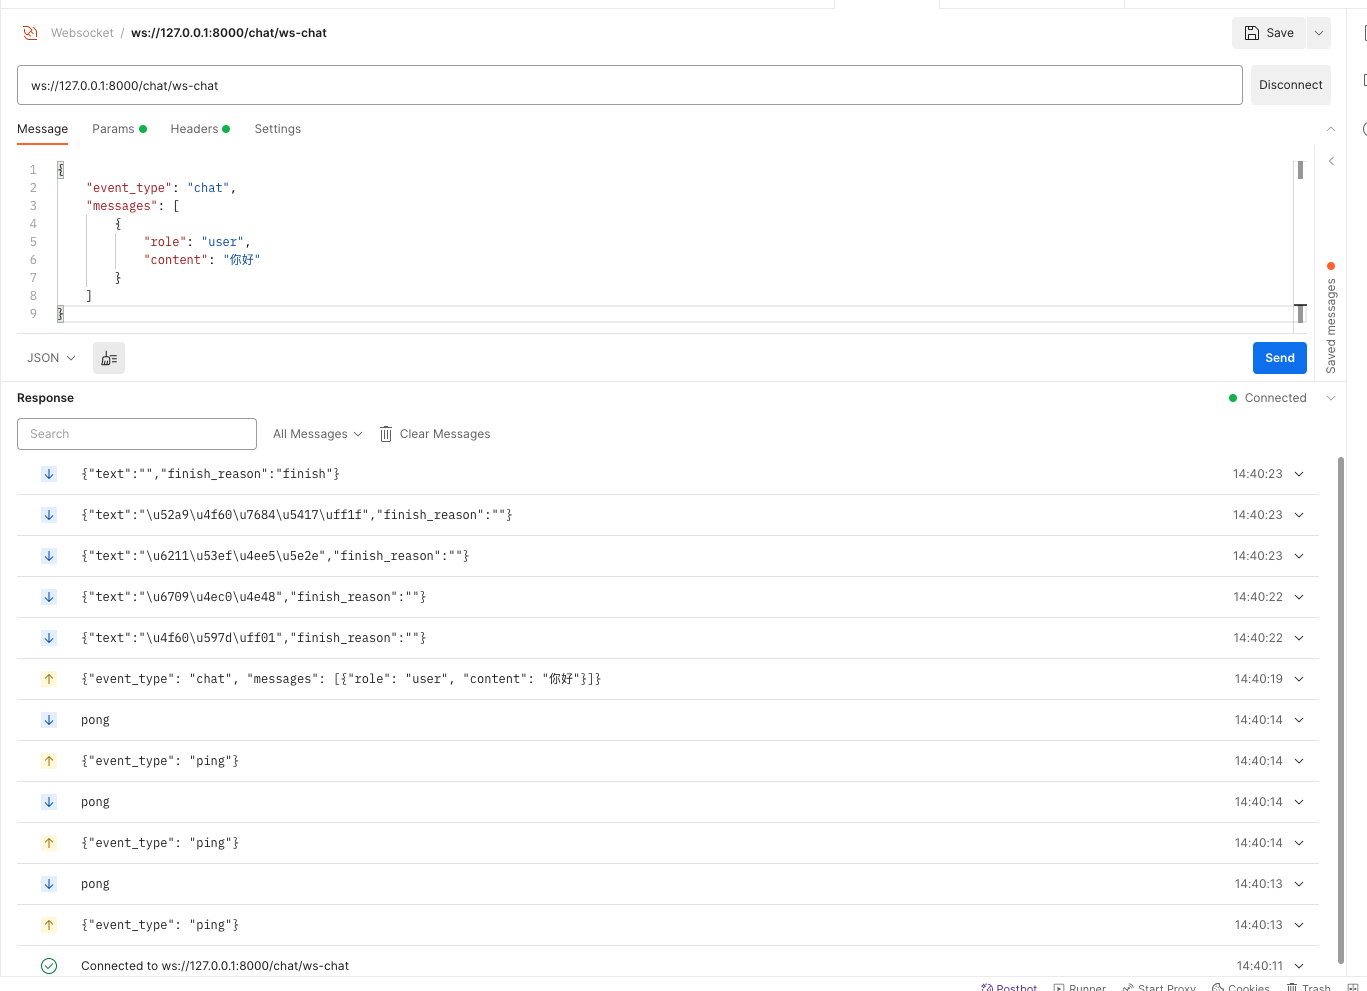 Websocket / ws://127.0.0.1:8000/chat/ws-chat
Save
ws://127.0.0.1:8000/chat/ws-chat
Disconnect
Message Params Headers Settings
1 {
2 "event_type": "chat",
3 "messages": [
4 {
5 "role": "user",
6 "content": "你好"
7 }
8 ]
9 }
Saved messages
JSON
Send
Response
Connected
Search
All Messages
Clear Messages
{"text":"","finish_reason":"finish"} 14:40:23
{"text":"\u52a9\u4f60\u7684\u5417\uff1f","finish_reason":""} 14:40:23
{"text":"\u6211\u53ef\u4ee5\u5e2e","finish_reason":""} 14:40:23
{"text":"\u6709\u4ec0\u4e48","finish_reason":""} 14:40:22
{"text":"\u4f60\u597d\uff01","finish_reason":""} 14:40:22
{"event_type": "chat", "messages": [{"role": "user", "content": "你好"}]} 14:40:19
pong 14:40:14
{"event_type": "ping"} 14:40:14
pong 14:40:14
{"event_type": "ping"} 14:40:14
pong 14:40:13
{"event_type": "ping"} 14:40:13
Connected to ws://127.0.0.1:8000/chat/ws-chat 14:40:11
Postbot Runner Start Proxy Cookies Trash